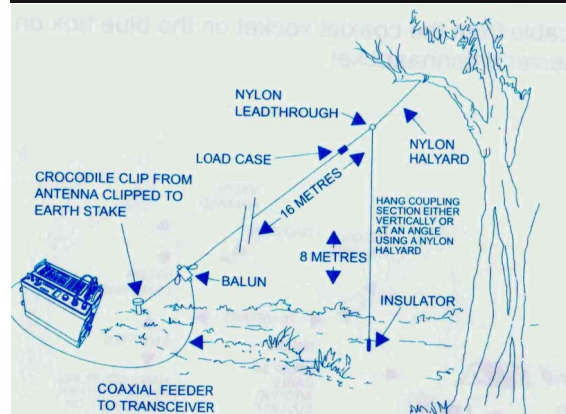 NYLON
LEADTHROUGH
LOAD CASE
NYLON
HALYARD
CROCODILE CLIP FROM
ANTENNA CLIPPED TO
EARTH STAKE
16 METRES
HANG COUPLING
SECTION EITHER
VERTICALLY OR
AT AN ANGLE
USING A NYLON
HALYARD
8 METRES
BALUN
INSULATOR
COAXIAL FEEDER
TO TRANSCEIVER